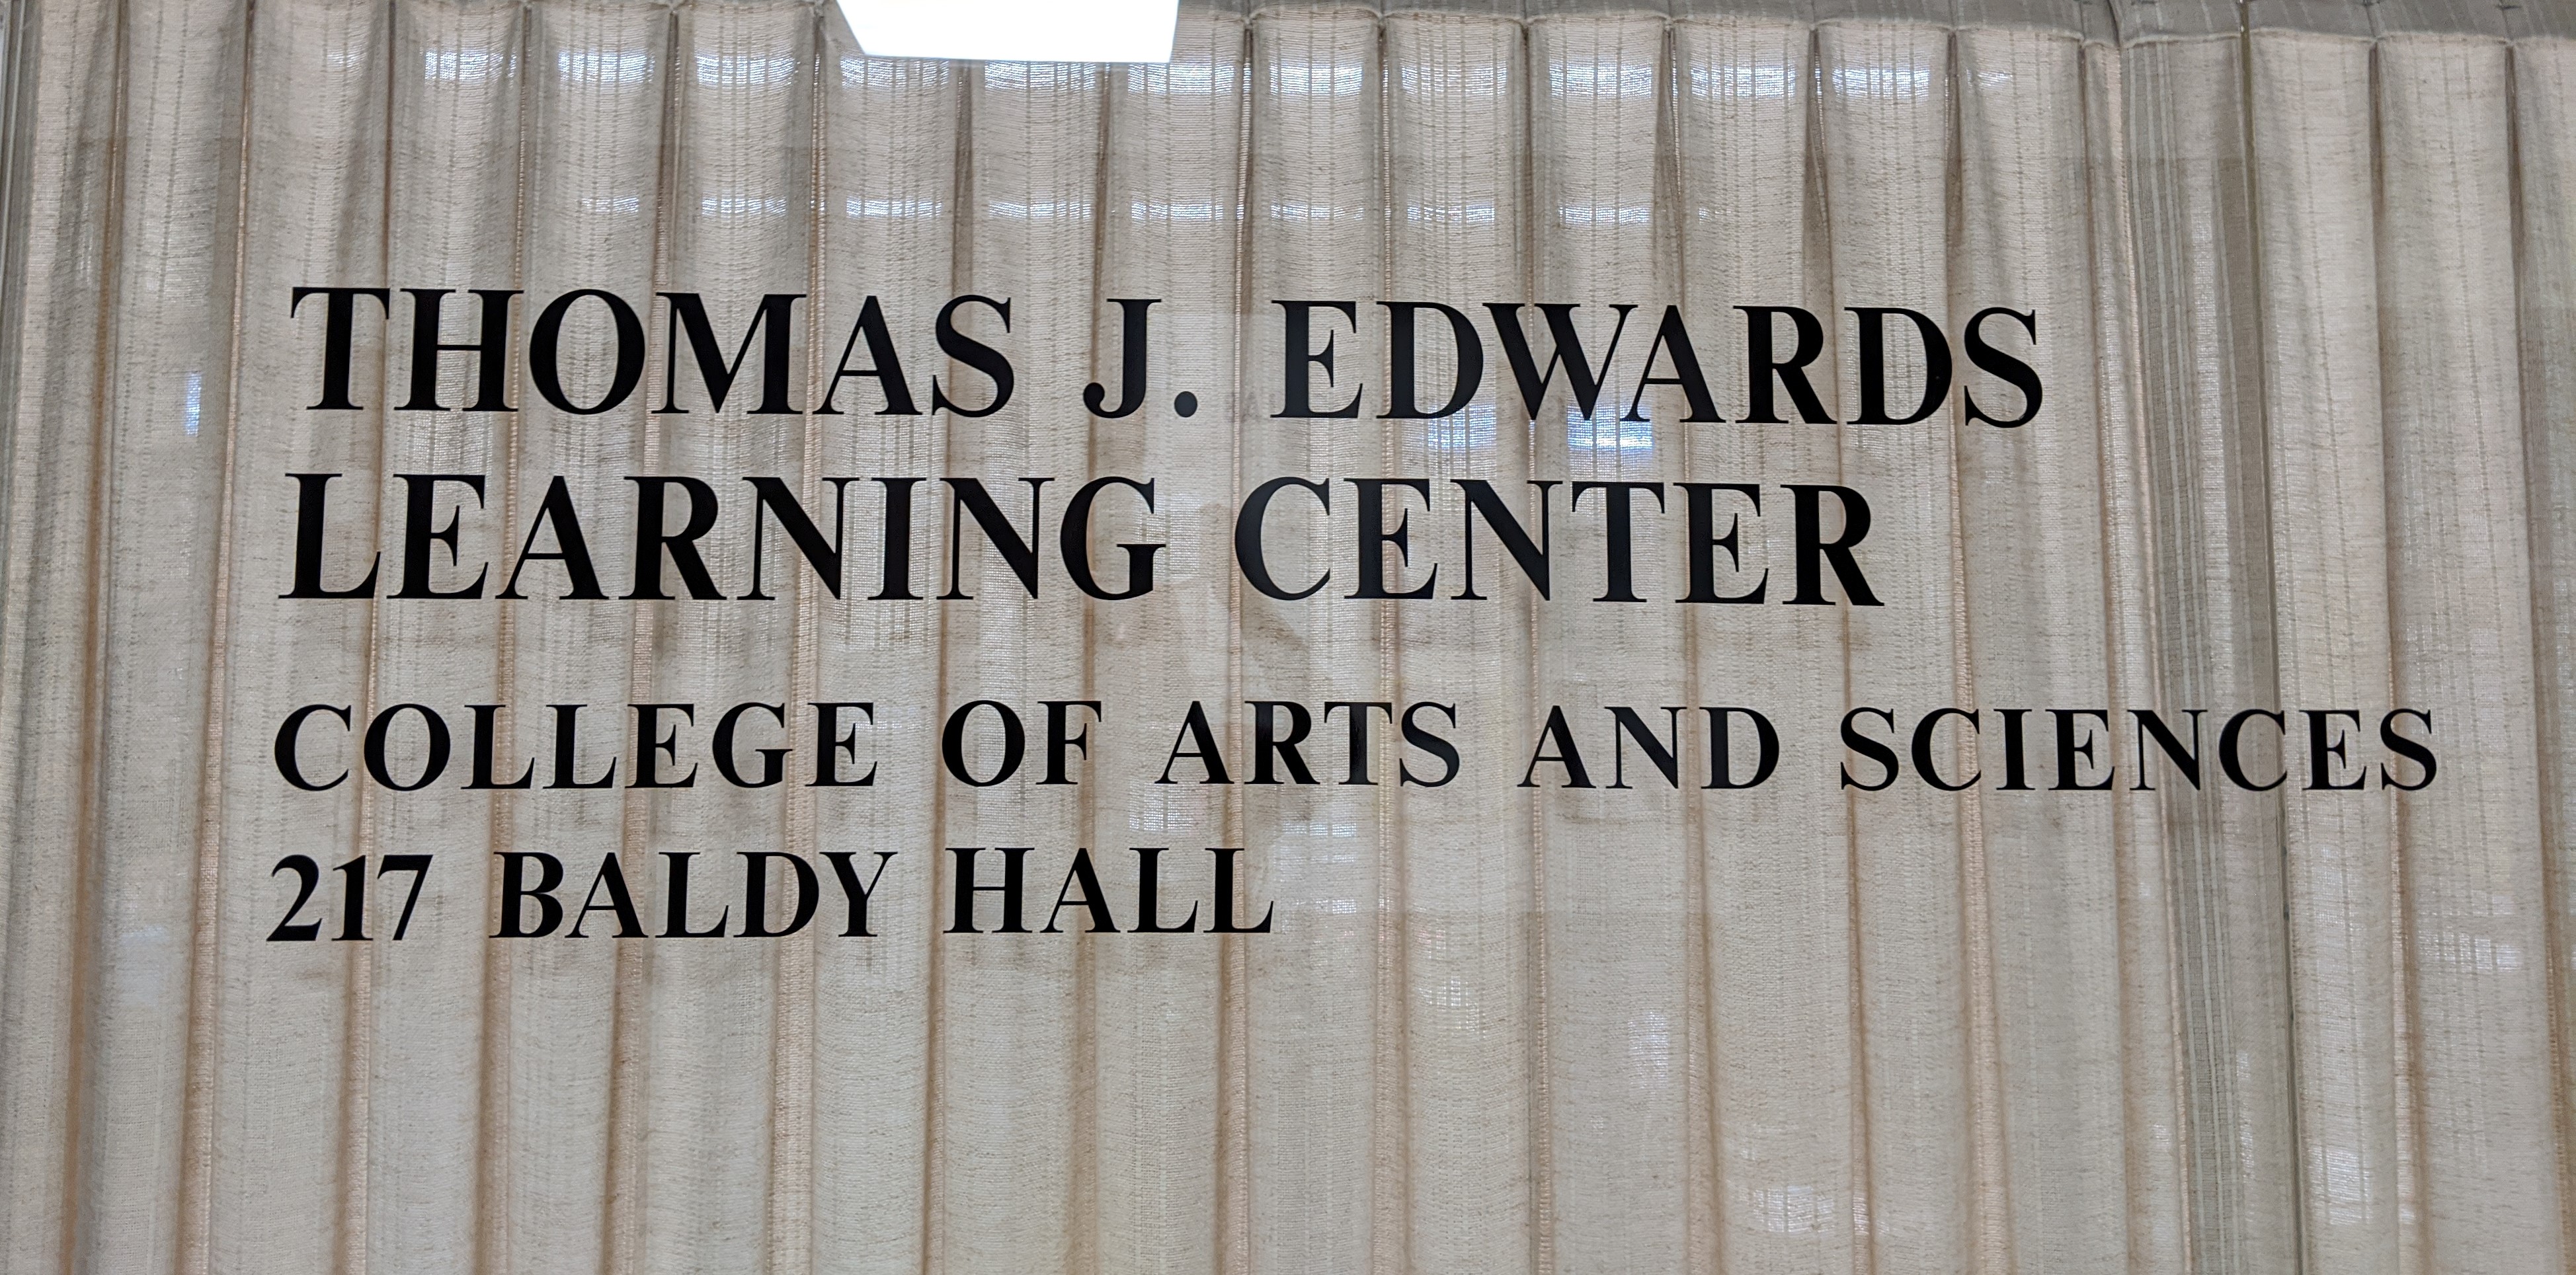 THOMAS J. EDWARDS
LEARNING CENTER
COLLEGE OF ARTS AND SCIENCES
217 BALDY HALL